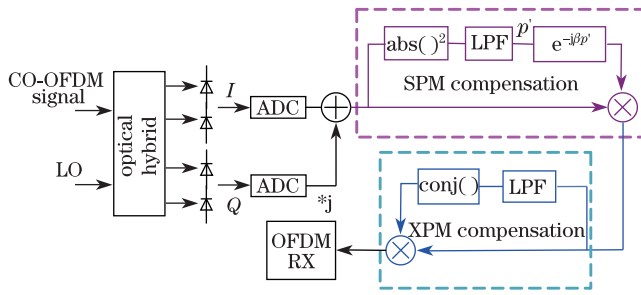 abs( )²
LPF
p'
e^{-jβp'}
SPM compensation
CO-OFDM
signal
I
ADC
optical
hybrid
LO
Q
ADC
*j
conj( )
LPF
XPM compensation
OFDM
RX